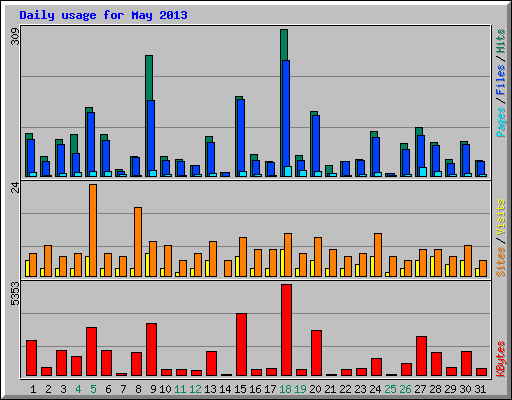 Daily usage for May 2013
309
Pages / Files / Hits
24
Sites / Visits
5353
KBytes
1 2 3 4 5 6 7 8 9 10 11 12 13 14 15 16 17 18 19 20 21 22 23 24 25 26 27 28 29 30 31